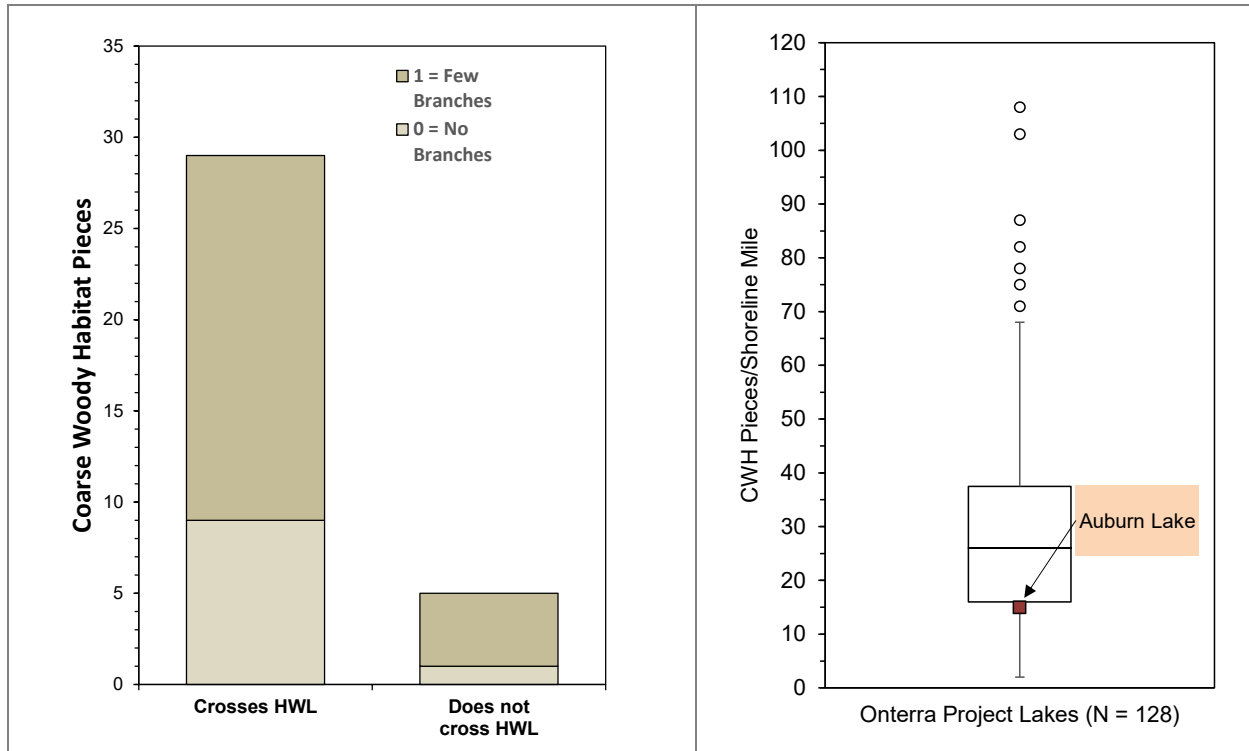 35
30
25
20
15
10
5
0
Coarse Woody Habitat Pieces
1 = Few
Branches
0 = No
Branches
Crosses HWL
Does not
cross HWL
120
110
100
90
80
70
60
50
40
30
20
10
0
CWH Pieces/Shoreline Mile
Auburn Lake
Onterra Project Lakes (N = 128)